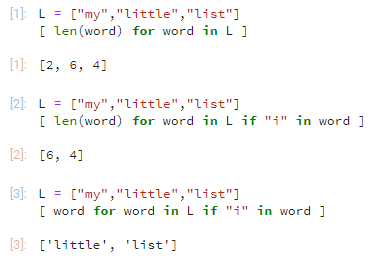 [1]: L = ["my","little","list"]
[ len(word) for word in L ]
[1]: [2, 6, 4]
[2]: L = ["my","little","list"]
[ len(word) for word in L if "i" in word ]
[2]: [6, 4]
[3]: L = ["my","little","list"]
[ word for word in L if "i" in word ]
[3]: ['little', 'list']